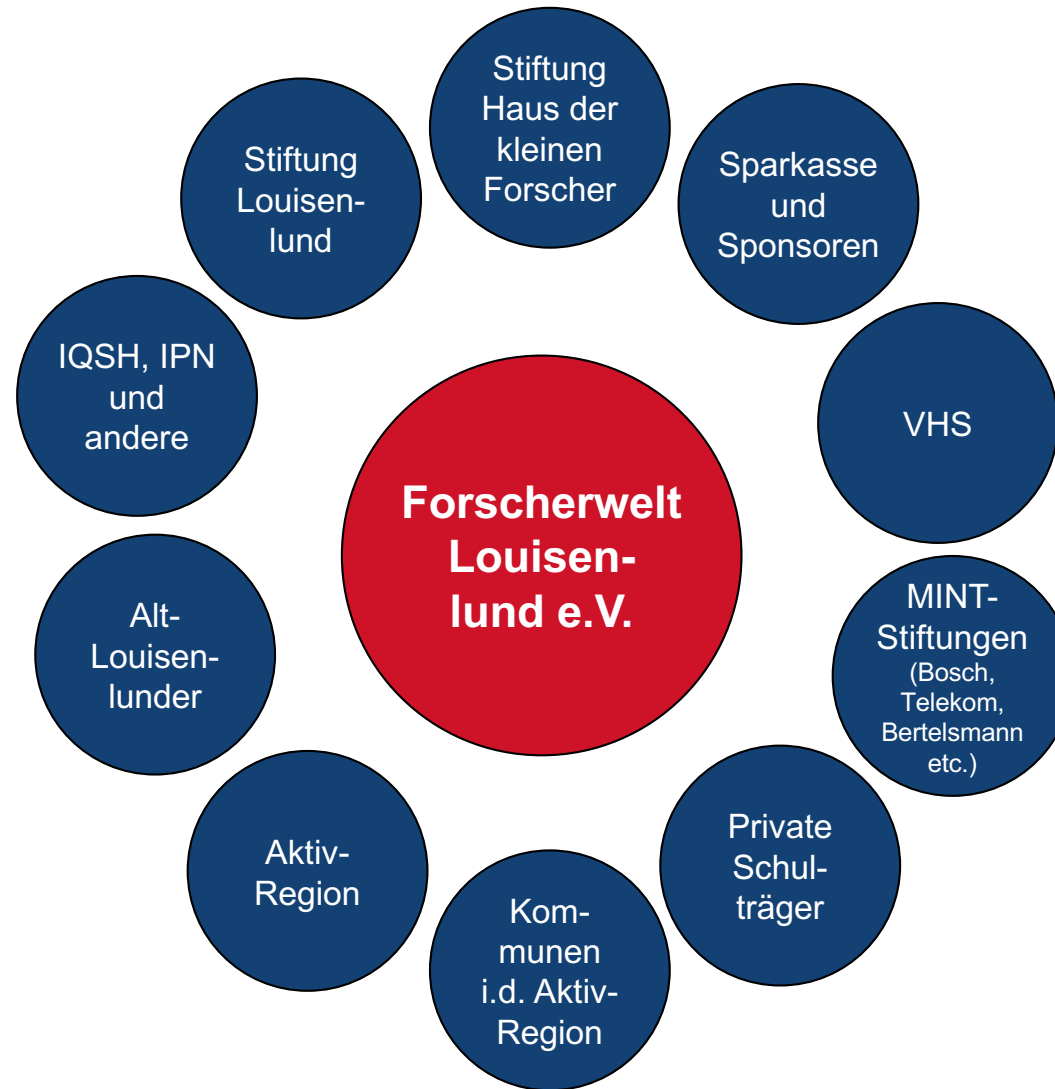 Stiftung
Haus der
kleinen
Forscher
Sparkasse
und
Sponsoren
VHS
MINT-
Stiftungen
(Bosch,
Telekom,
Bertelsmann
etc.)
Private
Schul-
träger
Kom-
munen
i.d. Aktiv-
Region
Aktiv-
Region
Alt-
Louisen-
lunder
IQSH, IPN
und
andere
Stiftung
Louisen-
lund
Forscherwelt
Louisen-
lund e.V.